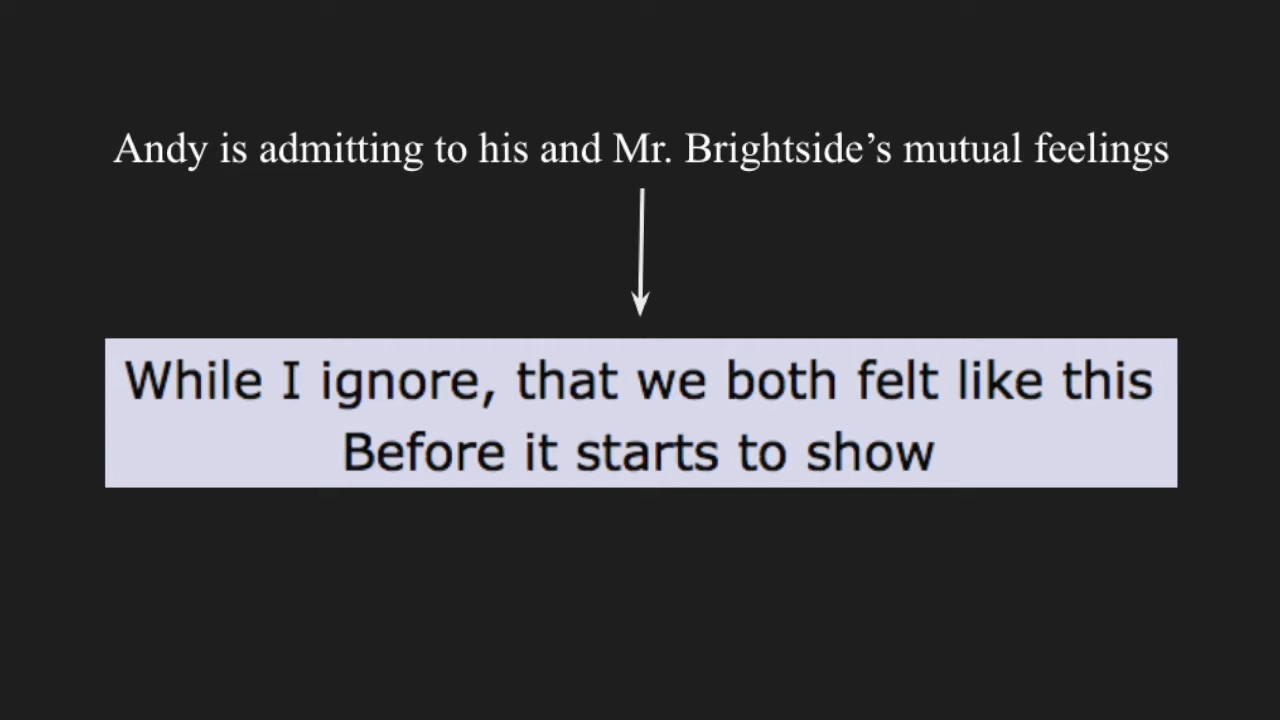 Andy is admitting to his and Mr. Brightside’s mutual feelings
While I ignore, that we both felt like this
Before it starts to show